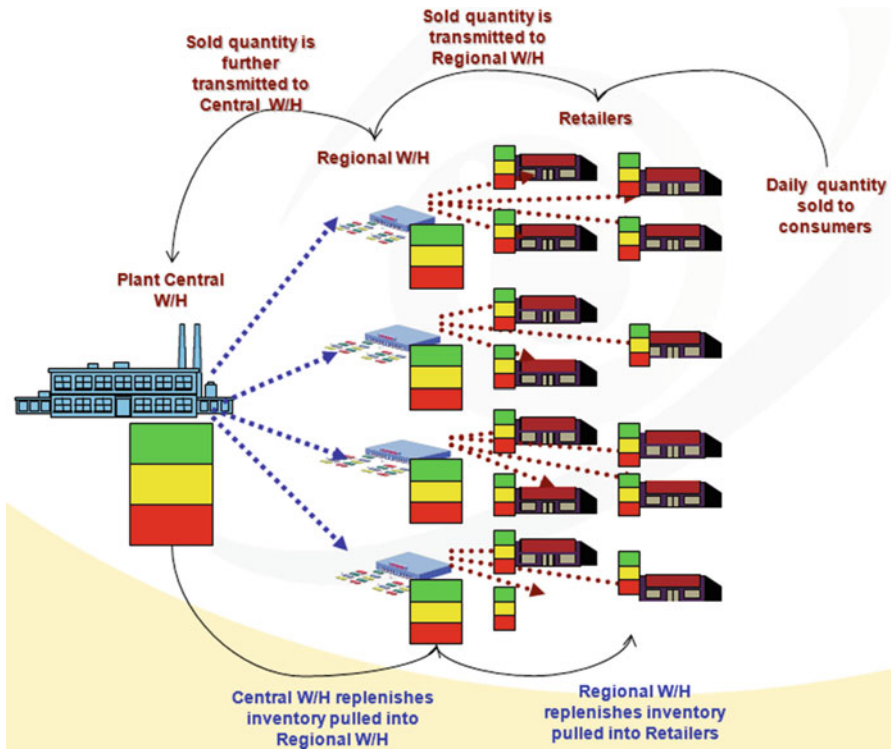 Sold quantity is
further
transmitted to
Central W/H
Sold quantity is
transmitted to
Regional W/H
Retailers
Regional W/H
Daily quantity
sold to
consumers
Plant Central
W/H
Central W/H replenishes
inventory pulled into
Regional W/H
Regional W/H
replenishes inventory
pulled into Retailers